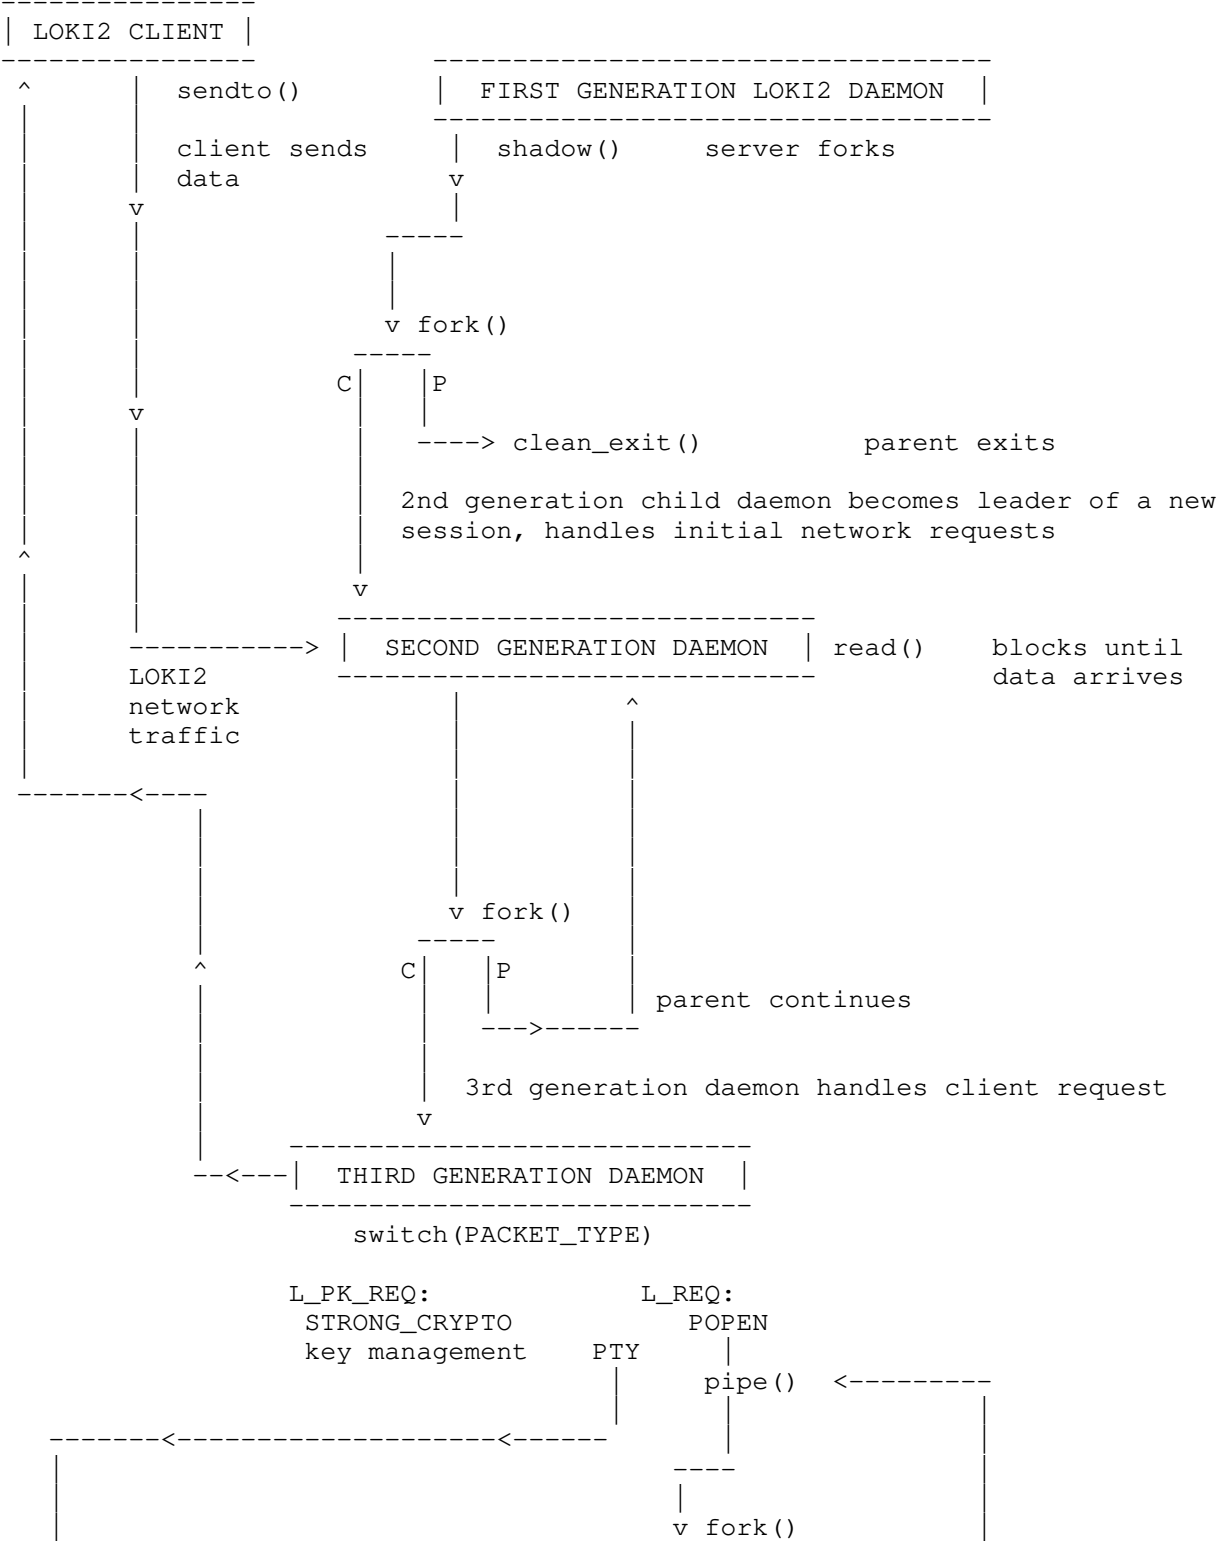 LOKI2 CLIENT
sendto() FIRST GENERATION LOKI2 DAEMON
client sends shadow() server forks
data v
v
v fork()
C P
v
----> clean_exit() parent exits
2nd generation child daemon becomes leader of a new
session, handles initial network requests
v
SECOND GENERATION DAEMON read() blocks until
LOKI2 data arrives
network
traffic
v fork()
C P
parent continues
3rd generation daemon handles client request
v
THIRD GENERATION DAEMON
switch(PACKET_TYPE)
L_PK_REQ: L_REQ:
STRONG_CRYPTO POPEN
key management PTY
pipe() <---------
v fork()